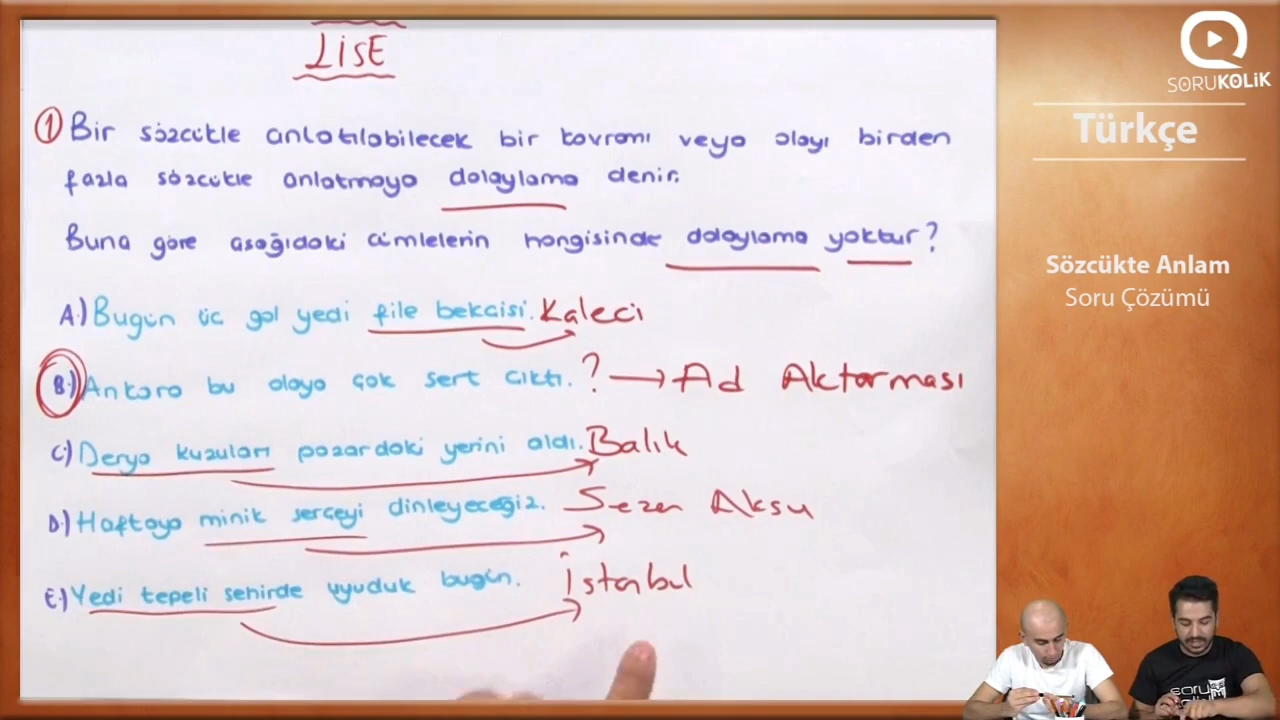 LİSE
① Bir sözcükle anlatılabilecek bir kavramı veya olayı birden
fazla sözcükle anlatmaya dolaylama denir.
Buna göre aşağıdaki cümlelerin hangisinde dolaylama yoktur?
A.) Bugün üç gol yedi file bekçisi. Kaleci
B.) Ankara bu olaya çok sert çıktı. ? → Ad Aktarması
C.) Derya kuzuları pazardaki yerini aldı. Balık
D.) Haftaya minik serçeyi dinleyeceğiz. Sezen Aksu
E.) Yedi tepeli şehirde uyuduk bugün. İstanbul
SORUKOLİK
Türkçe
Sözcükte Anlam
Soru Çözümü